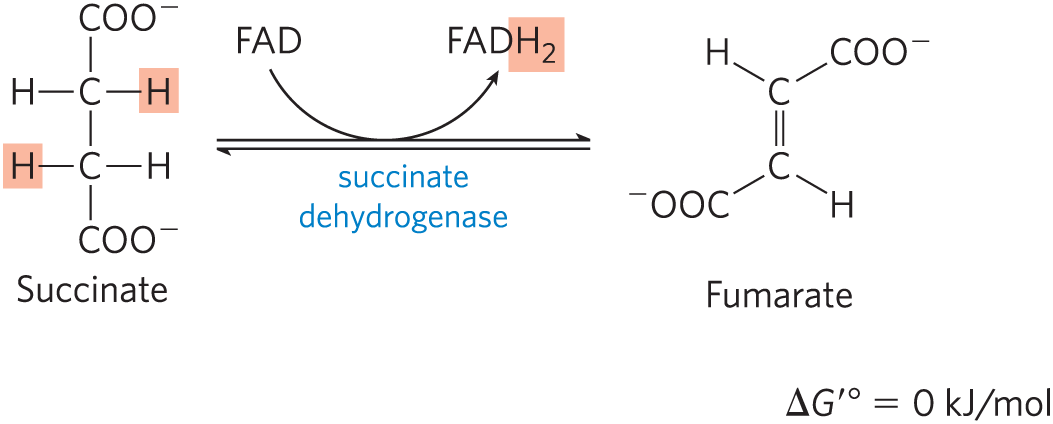 COO⁻
H—C—H
H—C—H
COO⁻
Succinate
FAD
FADH₂
succinate
dehydrogenase
H
COO⁻
C
C
⁻OOC
H
Fumarate
ΔG′° = 0 kJ/mol